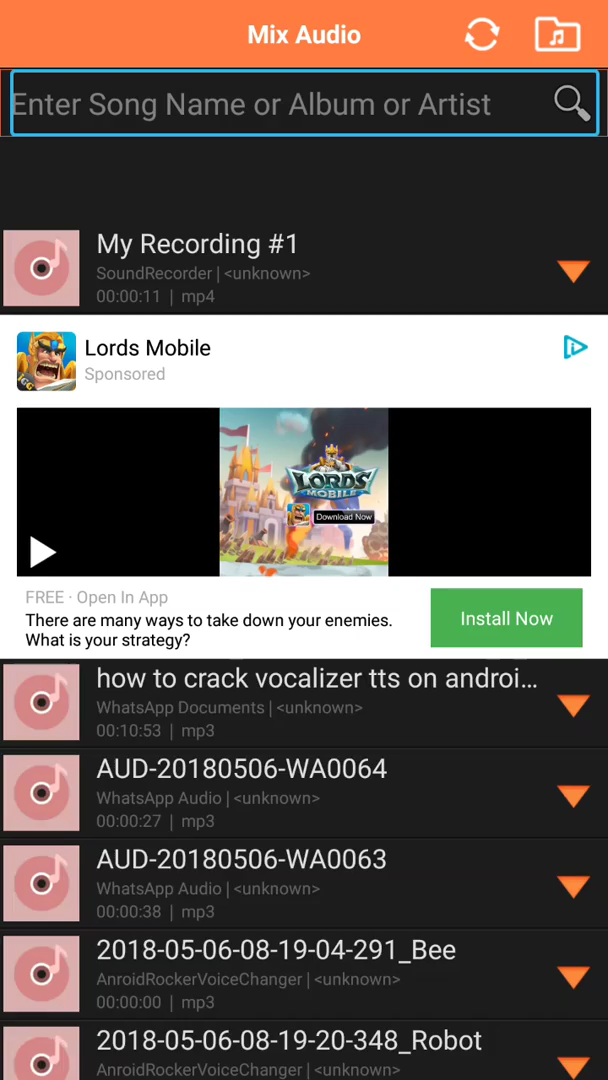 Mix Audio
Enter Song Name or Album or Artist
My Recording #1
SoundRecorder | <unknown>
00:00:11 | mp4
Lords Mobile
Sponsored
IGG
LORDS
MOBILE
Download Now
FREE · Open In App
There are many ways to take down your enemies.
What is your strategy?
Install Now
how to crack vocalizer tts on androi...
WhatsApp Documents | <unknown>
00:10:53 | mp3
AUD-20180506-WA0064
WhatsApp Audio | <unknown>
00:00:27 | mp3
AUD-20180506-WA0063
WhatsApp Audio | <unknown>
00:00:38 | mp3
2018-05-06-08-19-04-291_Bee
AnroidRockerVoiceChanger | <unknown>
00:00:00 | mp3
2018-05-06-08-19-20-348_Robot
AnroidRockerVoiceChanger | <unknown>